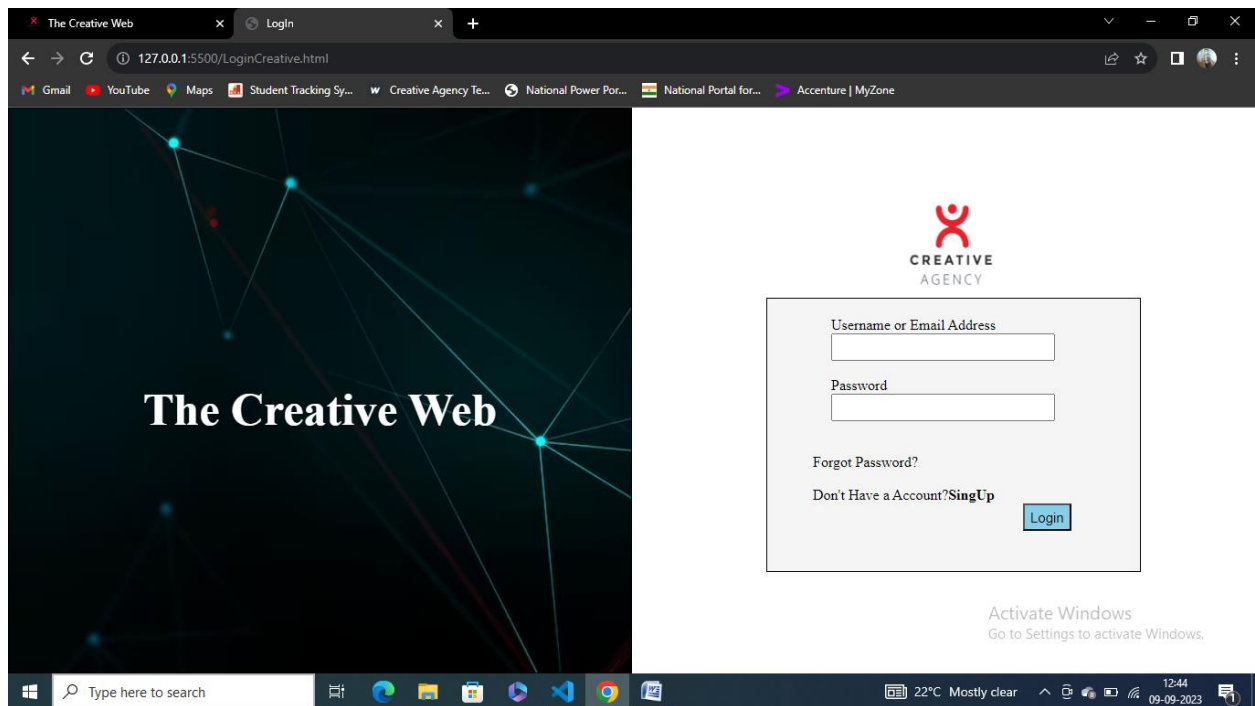 The Creative Web
LogIn
127.0.0.1:5500/LoginCreative.html
Gmail YouTube Maps Student Tracking Sy... Creative Agency Te... National Power Por... National Portal for... Accenture | MyZone
CREATIVE
AGENCY
Username or Email Address
Password
The Creative Web
Forgot Password?
Don't Have a Account?SingUp
Login
Activate Windows
Go to Settings to activate Windows.
Type here to search
22°C Mostly clear
12:44
09-09-2023
1